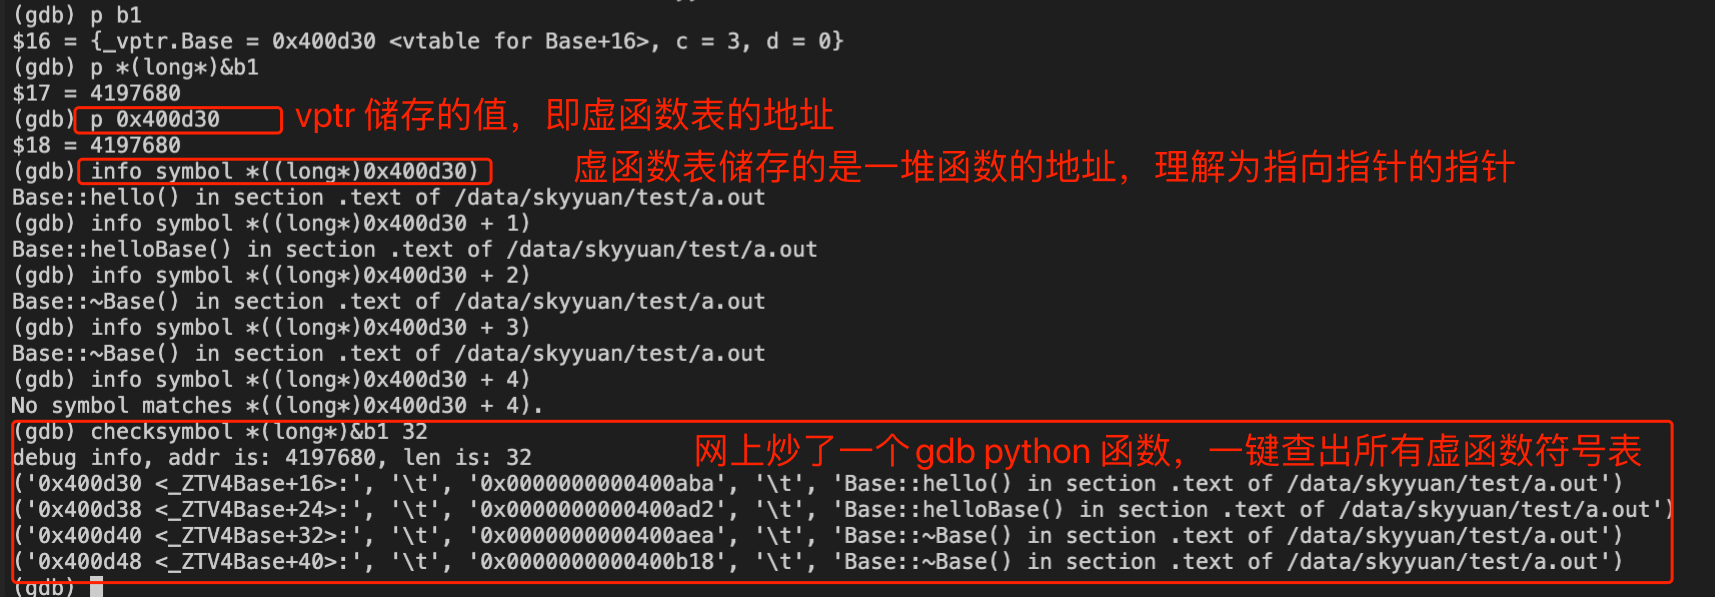 (gdb) p b1
$16 = {_vptr.Base = 0x400d30 <vtable for Base+16>, c = 3, d = 0}
(gdb) p *(long*)&b1
$17 = 4197680
(gdb) p 0x400d30 vptr 储存的值，即虚函数表的地址
$18 = 4197680
(gdb) info symbol *((long*)0x400d30) 虚函数表储存的是一堆函数的地址，理解为指向指针的指针
Base::hello() in section .text of /data/skyyuan/test/a.out
(gdb) info symbol *((long*)0x400d30 + 1)
Base::helloBase() in section .text of /data/skyyuan/test/a.out
(gdb) info symbol *((long*)0x400d30 + 2)
Base::~Base() in section .text of /data/skyyuan/test/a.out
(gdb) info symbol *((long*)0x400d30 + 3)
Base::~Base() in section .text of /data/skyyuan/test/a.out
(gdb) info symbol *((long*)0x400d30 + 4)
No symbol matches *((long*)0x400d30 + 4).
(gdb) checksymbol *(long*)&b1 32
debug info, addr is: 4197680, len is: 32 网上炒了一个 gdb python 函数，一键查出所有虚函数符号表
('0x400d30 <_ZTV4Base+16>:', '\t', '0x0000000000400aba', '\t', 'Base::hello() in section .text of /data/skyyuan/test/a.out')
('0x400d38 <_ZTV4Base+24>:', '\t', '0x0000000000400ad2', '\t', 'Base::helloBase() in section .text of /data/skyyuan/test/a.out')
('0x400d40 <_ZTV4Base+32>:', '\t', '0x0000000000400aea', '\t', 'Base::~Base() in section .text of /data/skyyuan/test/a.out')
('0x400d48 <_ZTV4Base+40>:', '\t', '0x0000000000400b18', '\t', 'Base::~Base() in section .text of /data/skyyuan/test/a.out')
(gdb)